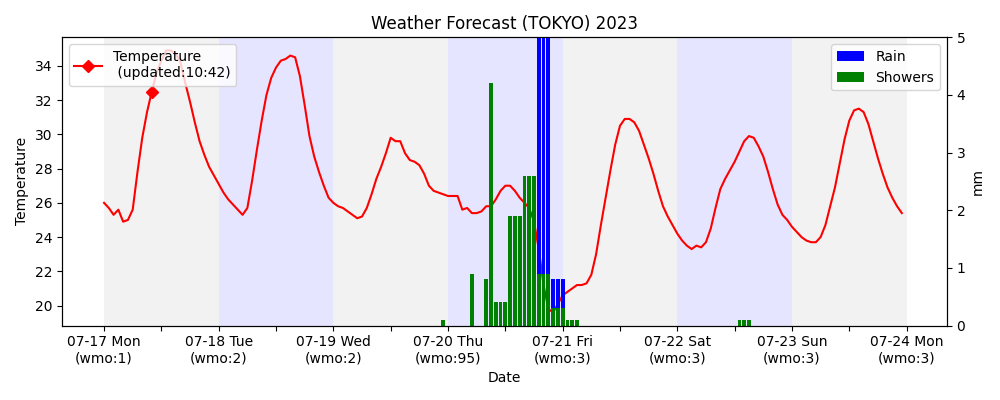 Weather Forecast (TOKYO) 2023
Temperature
(updated:10:42)
Rain
Showers
Temperature
34
32
30
28
26
24
22
20
5
4
3
2
1
0
mm
07-17 Mon
(wmo:1)
07-18 Tue
(wmo:2)
07-19 Wed
(wmo:2)
07-20 Thu
(wmo:95)
07-21 Fri
(wmo:3)
07-22 Sat
(wmo:3)
07-23 Sun
(wmo:3)
07-24 Mon
(wmo:3)
Date